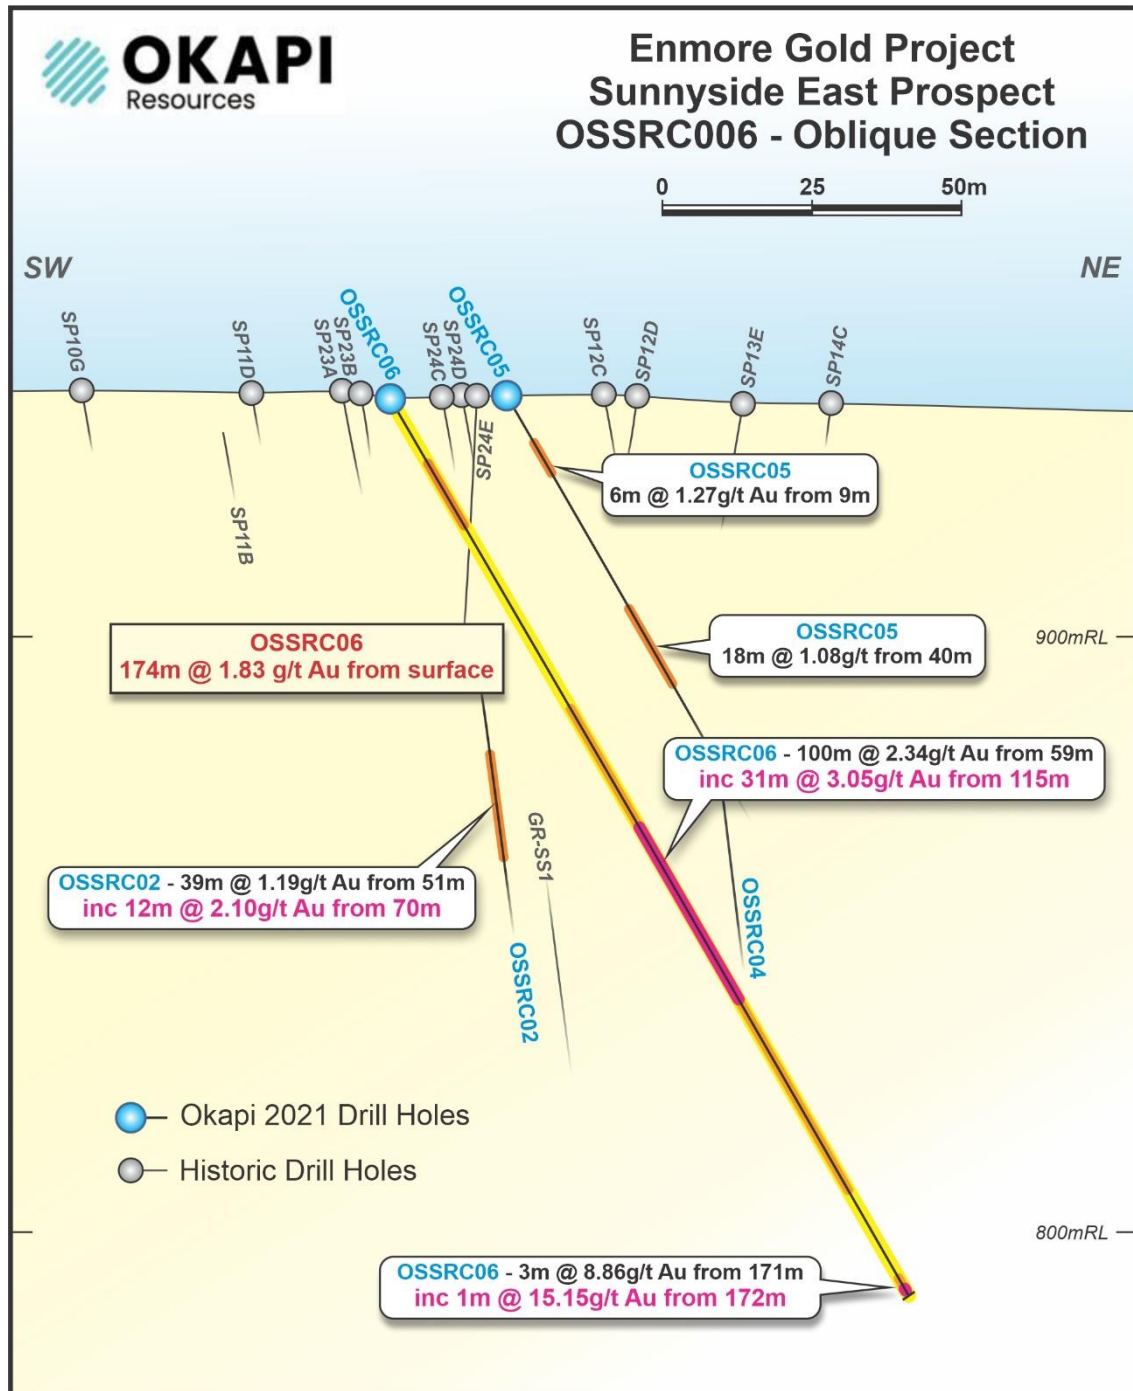 OKAPI
Resources
Enmore Gold Project
Sunnyside East Prospect
OSSRC006 - Oblique Section
0 25 50m
SW
NE
SP10G
SP11D
SP23A
SP23B
OSSRC06
SP24C
SP24D
OSSRC05
SP12C
SP12D
SP13E
SP14C
SP24E
SP11B
OSSRC05
6m @ 1.27g/t Au from 9m
900mRL
OSSRC06
174m @ 1.83 g/t Au from surface
OSSRC05
18m @ 1.08g/t from 40m
OSSRC06 - 100m @ 2.34g/t Au from 59m
inc 31m @ 3.05g/t Au from 115m
GR-SS1
OSSRC02 - 39m @ 1.19g/t Au from 51m
inc 12m @ 2.10g/t Au from 70m
OSSRC04
OSSRC02
Okapi 2021 Drill Holes
Historic Drill Holes
800mRL
OSSRC06 - 3m @ 8.86g/t Au from 171m
inc 1m @ 15.15g/t Au from 172m